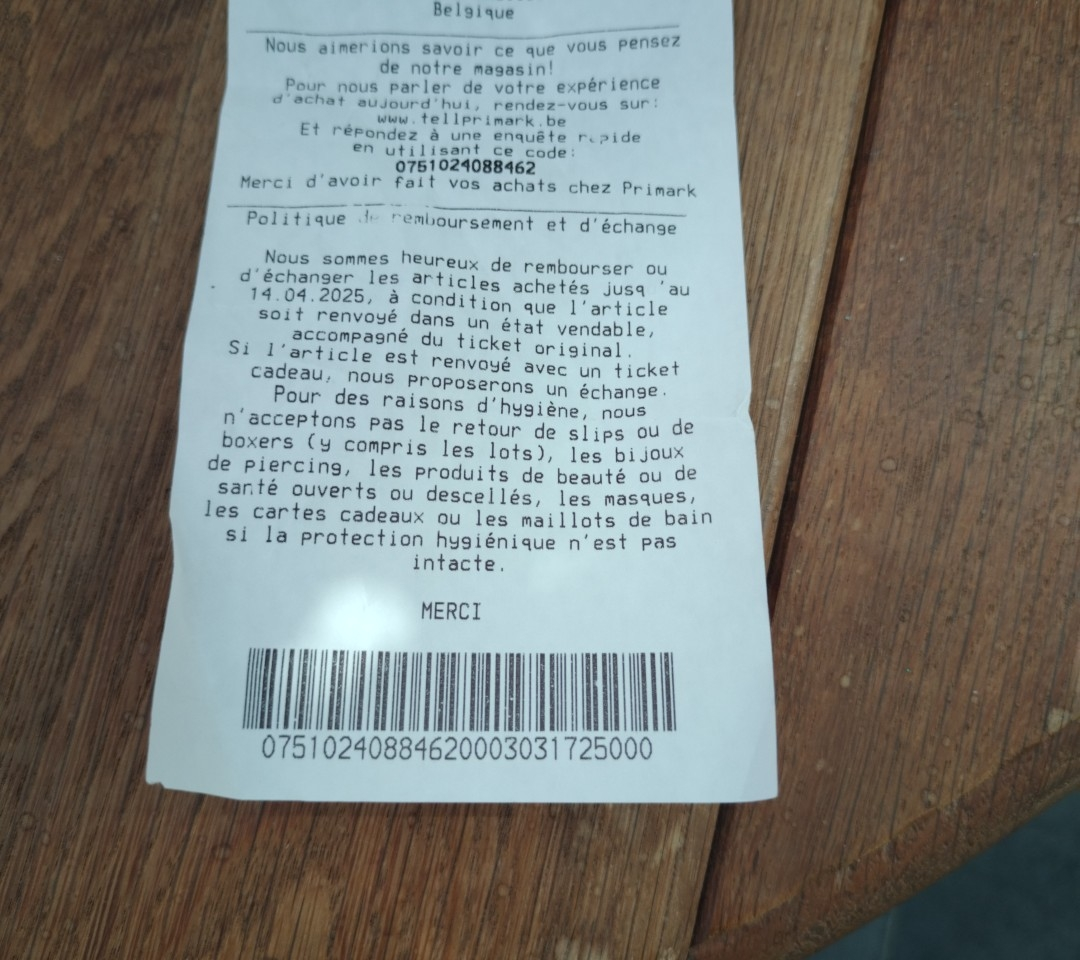 Belgique
Nous aimerions savoir ce que vous pensez
de notre magasin!
Pour nous parler de votre expérience
d'achat aujourd'hui, rendez-vous sur:
www.tellprimark.be
Et répondez à une enquête rapide
en utilisant ce code:
0751024088462
Merci d'avoir fait vos achats chez Primark
Politique de remboursement et d'échange
Nous sommes heureux de rembourser ou
d'échanger les articles achetés jusq 'au
14.04.2025, à condition que l'article
soit renvoyé dans un état vendable,
accompagné du ticket original.
Si l'article est renvoyé avec un ticket
cadeau, nous proposerons un échange.
Pour des raisons d'hygiène, nous
n'acceptons pas le retour de slips ou de
boxers (y compris les lots), les bijoux
de piercing, les produits de beauté ou de
santé ouverts ou descellés, les masques,
les cartes cadeaux ou les maillots de bain
si la protection hygiénique n'est pas
intacte.
MERCI
07510240884620003031725000